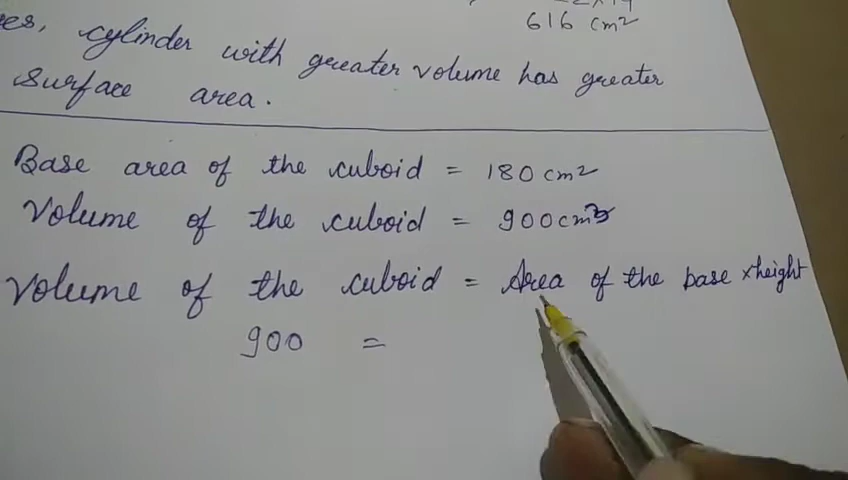 616 cm²
cylinder with greater volume has greater
surface area.
Base area of the cuboid = 180 cm²
Volume of the cuboid = 900 cm³
Volume of the cuboid = Area of the base × height
900 =